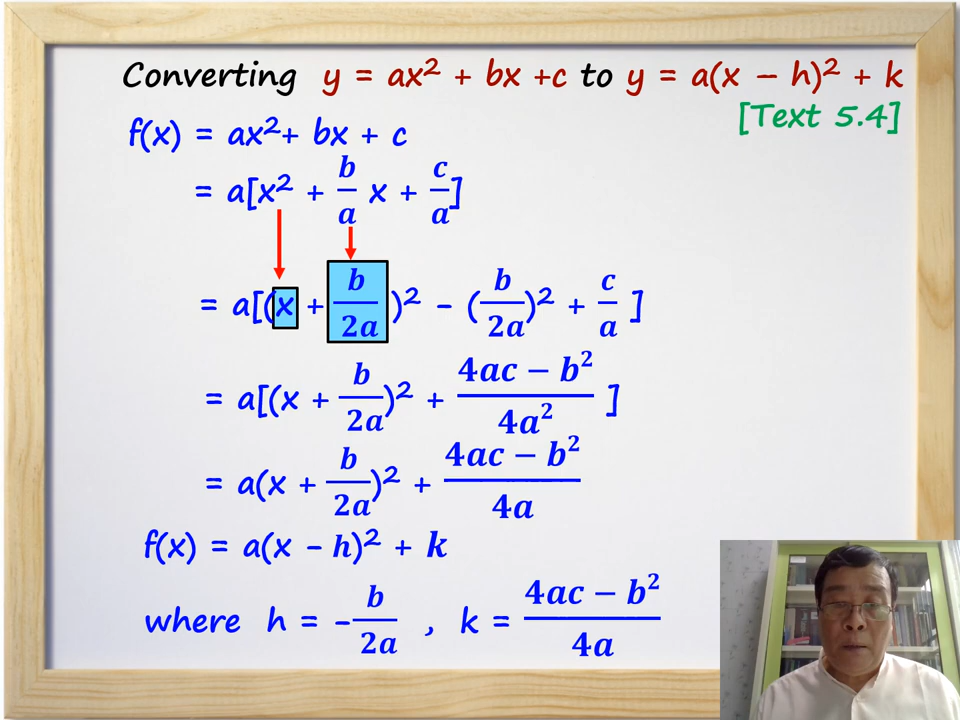 Converting y = ax² + bx +c to y = a(x – h)² + k
[Text 5.4]
f(x) = ax²+ bx + c
= a[x² + b/a x + c/a]
= a[(x + b/2a)² - (b/2a)² + c/a ]
= a[(x + b/2a)² + (4ac – b²)/4a² ]
= a(x + b/2a)² + (4ac – b²)/4a
f(x) = a(x – h)² + k
where h = -b/2a , k = (4ac – b²)/4a